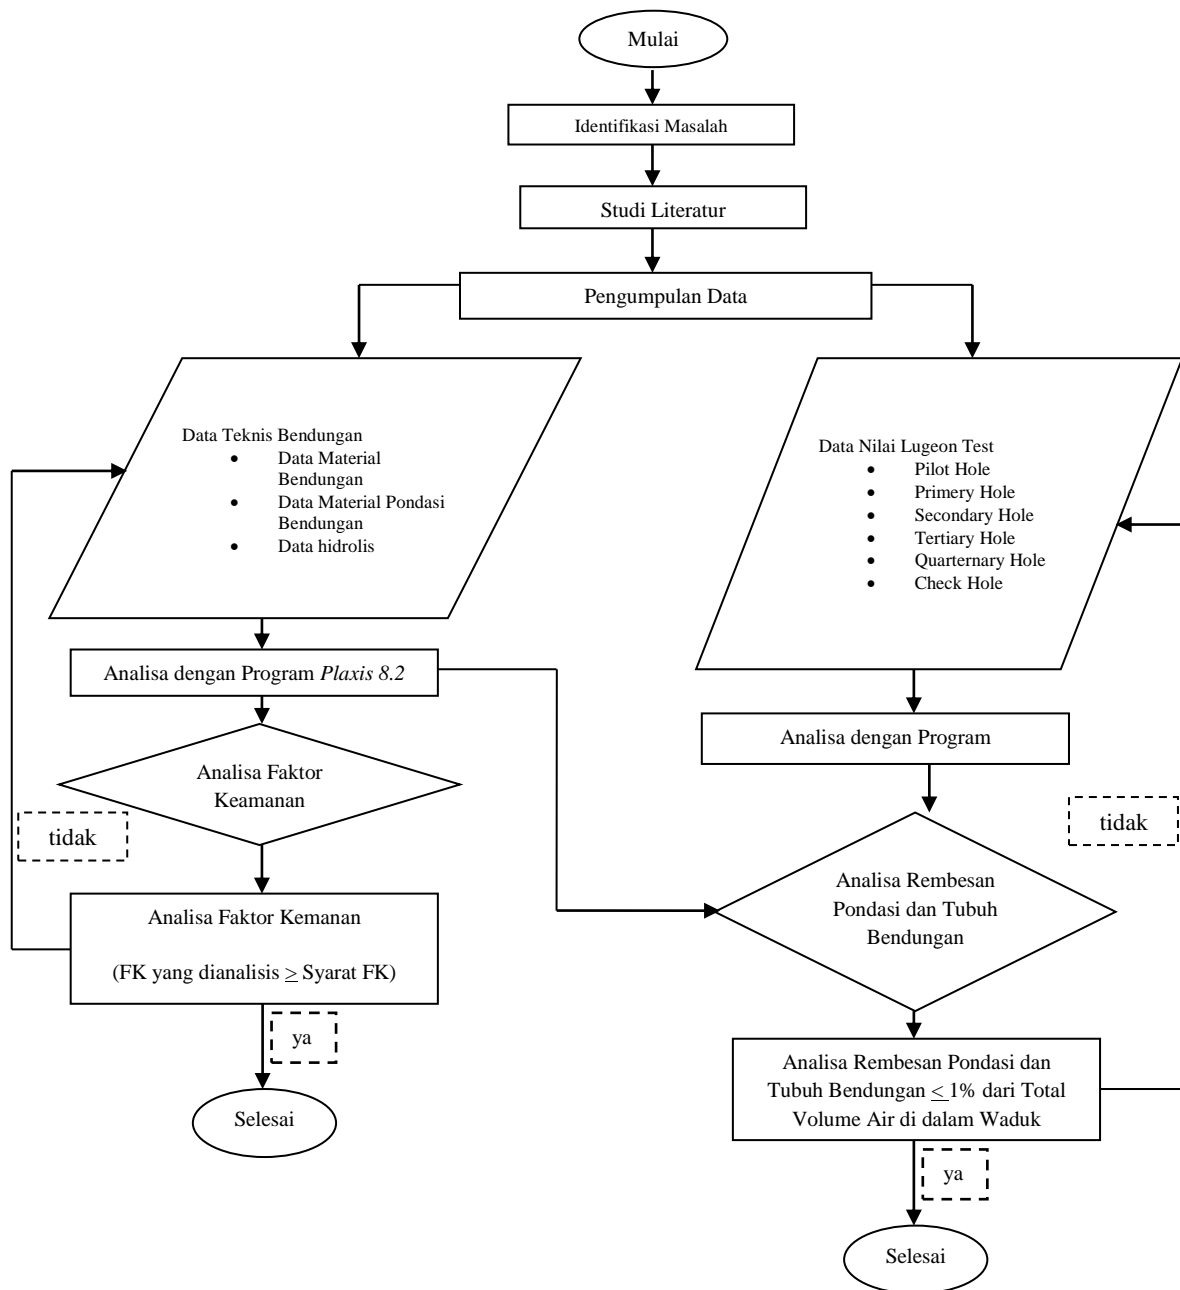 Mulai
Identifikasi Masalah
Studi Literatur
Pengumpulan Data
Data Teknis Bendungan
• Data Material
Bendungan
• Data Material Pondasi
Bendungan
• Data hidrolis
Data Nilai Lugeon Test
• Pilot Hole
• Primery Hole
• Secondary Hole
• Tertiary Hole
• Quarternary Hole
• Check Hole
Analisa dengan Program Plaxis 8.2
Analisa dengan Program
Analisa Faktor
Keamanan
tidak
tidak
Analisa Faktor Kemanan
(FK yang dianalisis ≥ Syarat FK)
Analisa Rembesan
Pondasi dan Tubuh
Bendungan
ya
Selesai
Analisa Rembesan Pondasi dan
Tubuh Bendungan ≤ 1% dari Total
Volume Air di dalam Waduk
ya
Selesai